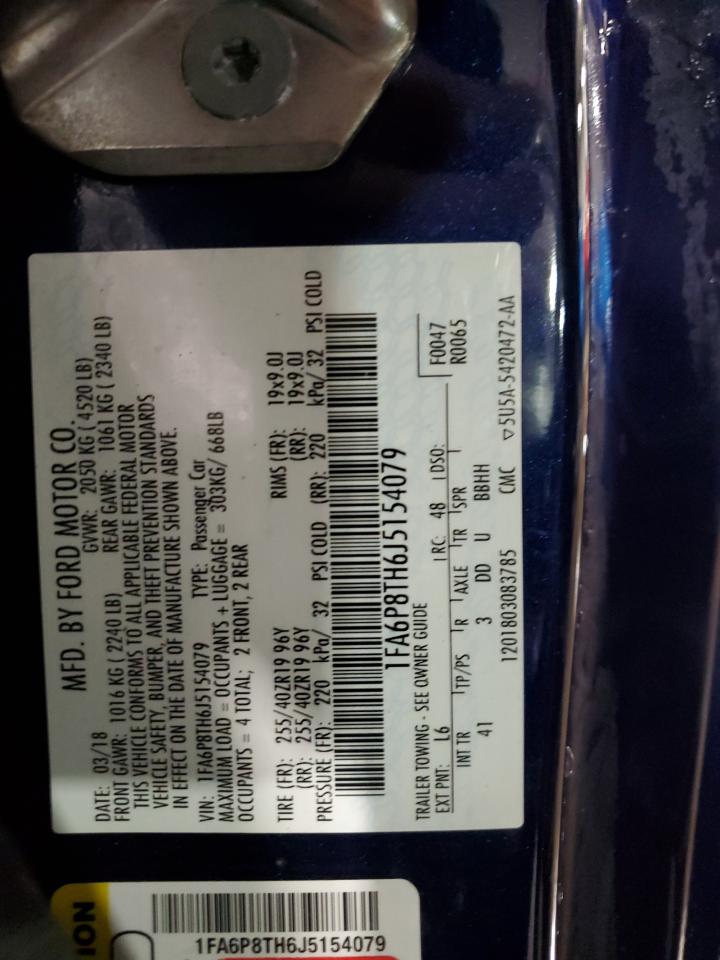 MFD. BY FORD MOTOR CO.
DATE: 03/18 GVWR: 2050 KG ( 4520 LB)
FRONT GAWR: 1016 KG ( 2240 LB) REAR GAWR: 1061 KG ( 2340 LB)
THIS VEHICLE CONFORMS TO ALL APPLICABLE FEDERAL MOTOR
VEHICLE SAFETY, BUMPER, AND THEFT PREVENTION STANDARDS
IN EFFECT ON THE DATE OF MANUFACTURE SHOWN ABOVE.
VIN: 1FA6P8TH6J5154079 TYPE: Passenger Car
MAXIMUM LOAD = OCCUPANTS + LUGGAGE = 303KG/ 668LB
OCCUPANTS = 4 TOTAL; 2 FRONT, 2 REAR
TIRE (FR): 255/40ZR19 96Y RIMS (FR): 19x9.0J
(RR): 255/40ZR19 96Y (RR): 19x9.0J
PRESSURE (FR): 220 kPa/ 32 PSI COLD (RR): 220 kPa/ 32 PSI COLD
1FA6P8TH6J5154079
TRAILER TOWING - SEE OWNER GUIDE F0047
EXT PNT: L6 RC: 48 DSO: R0065
INT TR TP/PS R AXLE TR SPR
41 3 DD U BBHH
1201803083785 CMC ▽5U5A-5420472-AA
ION
1FA6P8TH6J5154079